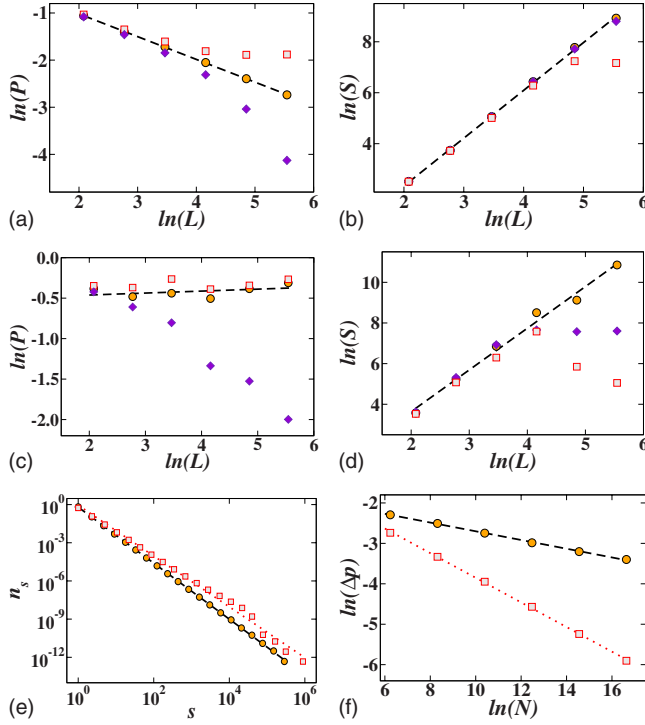 -1
-2
-3
-4
ln(P)
2 3 4 5 6
ln(L)
(a)
8
6
4
ln(S)
2 3 4 5 6
ln(L)
(b)
0.0
-0.5
-1.0
-1.5
-2.0
ln(P)
1 2 3 4 5 6
ln(L)
(c)
10
8
6
4
ln(S)
2 3 4 5 6
ln(L)
(d)
10^0
10^-3
10^-6
10^-9
10^-12
n_s
10^0 10^2 10^4 10^6
s
(e)
-2
-3
-4
-5
-6
ln(Δp)
6 8 10 12 14 16
ln(N)
(f)